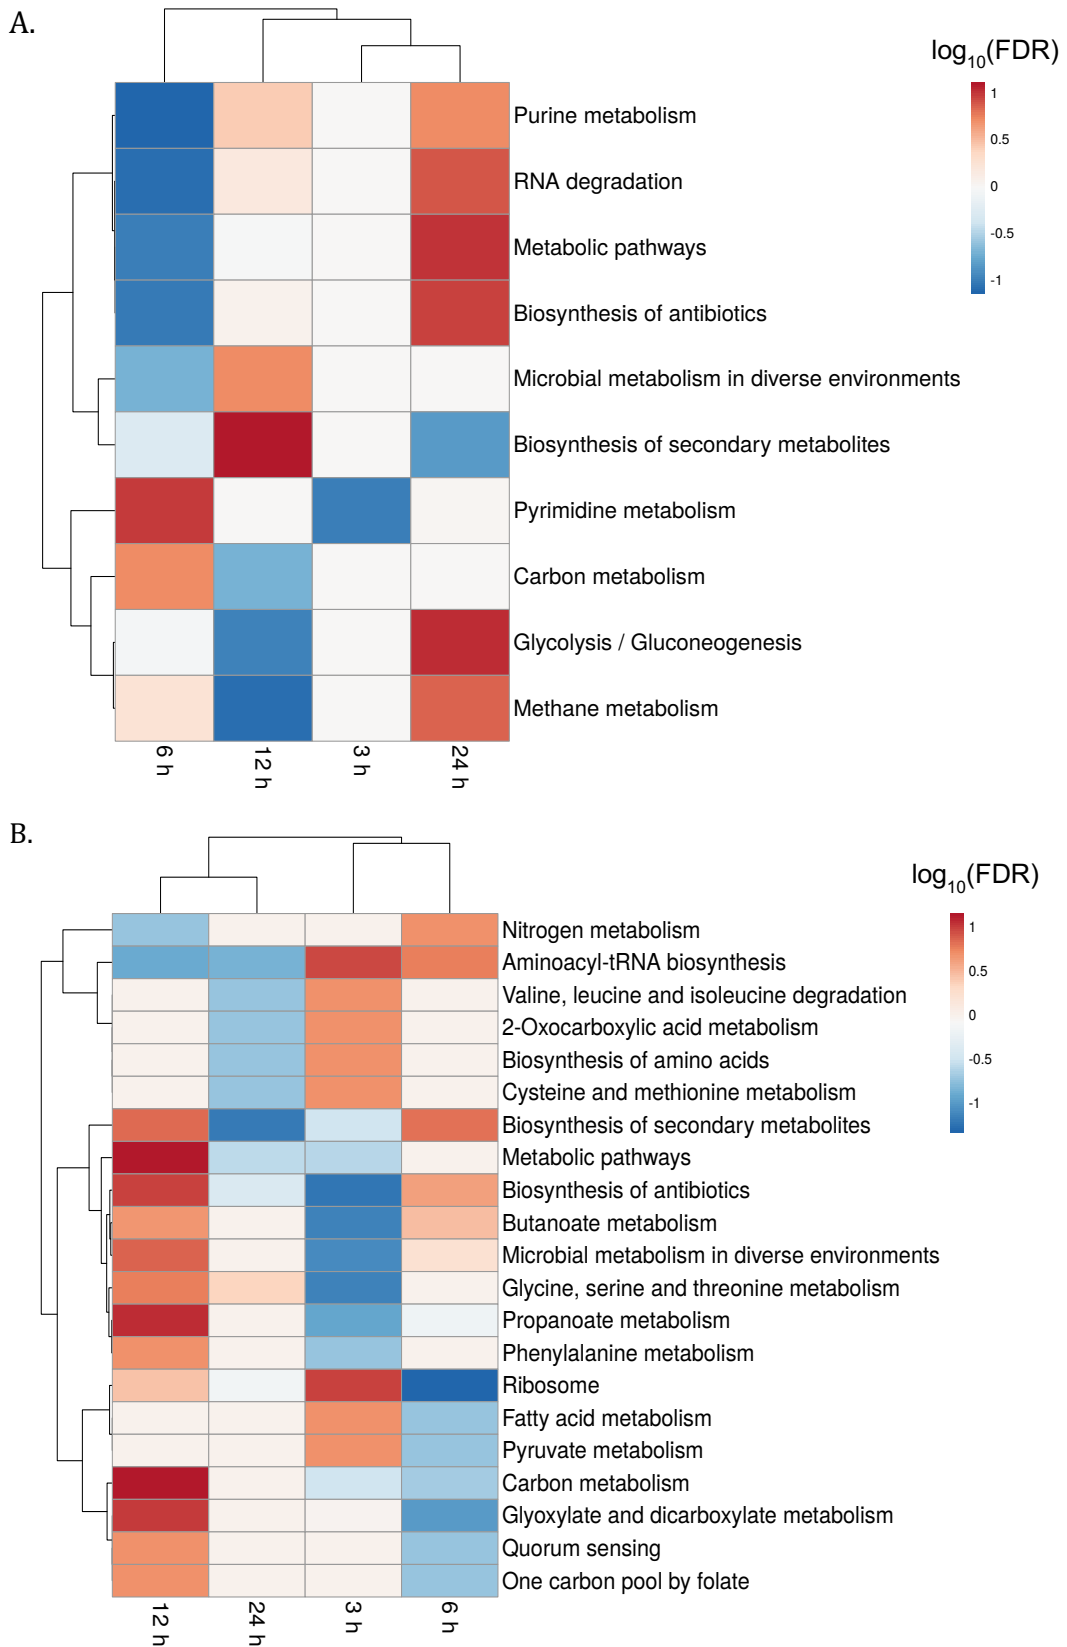 A.
log10(FDR)
1
0.5
0
-0.5
-1
Purine metabolism
RNA degradation
Metabolic pathways
Biosynthesis of antibiotics
Microbial metabolism in diverse environments
Biosynthesis of secondary metabolites
Pyrimidine metabolism
Carbon metabolism
Glycolysis / Gluconeogenesis
Methane metabolism
6 h
12 h
3 h
24 h
B.
log10(FDR)
1
0.5
0
-0.5
-1
Nitrogen metabolism
Aminoacyl-tRNA biosynthesis
Valine, leucine and isoleucine degradation
2-Oxocarboxylic acid metabolism
Biosynthesis of amino acids
Cysteine and methionine metabolism
Biosynthesis of secondary metabolites
Metabolic pathways
Biosynthesis of antibiotics
Butanoate metabolism
Microbial metabolism in diverse environments
Glycine, serine and threonine metabolism
Propanoate metabolism
Phenylalanine metabolism
Ribosome
Fatty acid metabolism
Pyruvate metabolism
Carbon metabolism
Glyoxylate and dicarboxylate metabolism
Quorum sensing
One carbon pool by folate
12 h
24 h
3 h
6 h